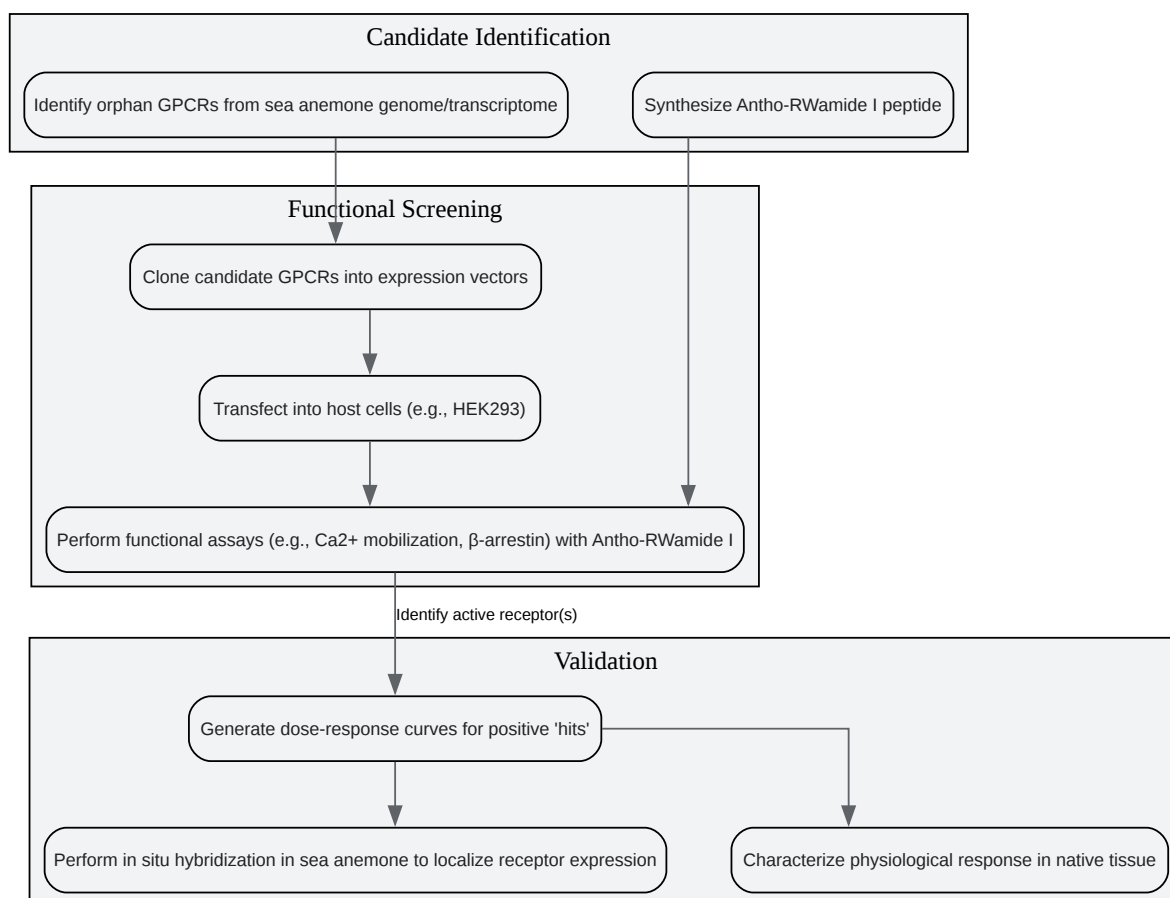 Candidate Identification
Identify orphan GPCRs from sea anemone genome/transcriptome
Synthesize Antho-RWamide I peptide
Functional Screening
Clone candidate GPCRs into expression vectors
Transfect into host cells (e.g., HEK293)
Perform functional assays (e.g., Ca2+ mobilization, β-arrestin) with Antho-RWamide I
Identify active receptor(s)
Validation
Generate dose-response curves for positive 'hits'
Perform in situ hybridization in sea anemone to localize receptor expression
Characterize physiological response in native tissue